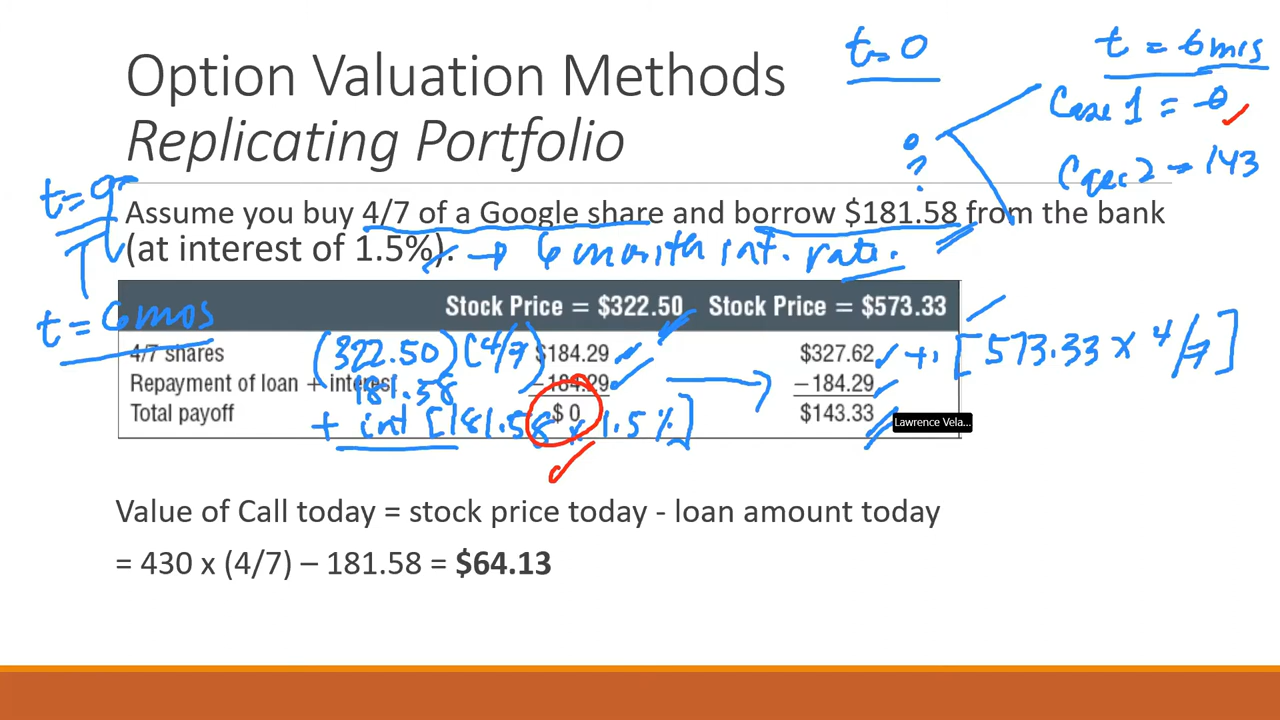 Option Valuation Methods
Replicating Portfolio
t=0
t = 6 mos
Case 1 = 0
Case 2 → 143
?
t=0
Assume you buy 4/7 of a Google share and borrow $181.58 from the bank
(at interest of 1.5%). → 6 month int. rate.
t = 6 mos
Stock Price = $322.50 Stock Price = $573.33
4/7 shares (322.50)(4/7) $184.29 $327.62 + [573.33 x 4/7]
Repayment of loan + interest 181.58 −184.29 −184.29
Total payoff + int [181.58 x 1.5%] $ 0 $143.33
Lawrence Vela...
Value of Call today = stock price today - loan amount today
= 430 x (4/7) – 181.58 = $64.13